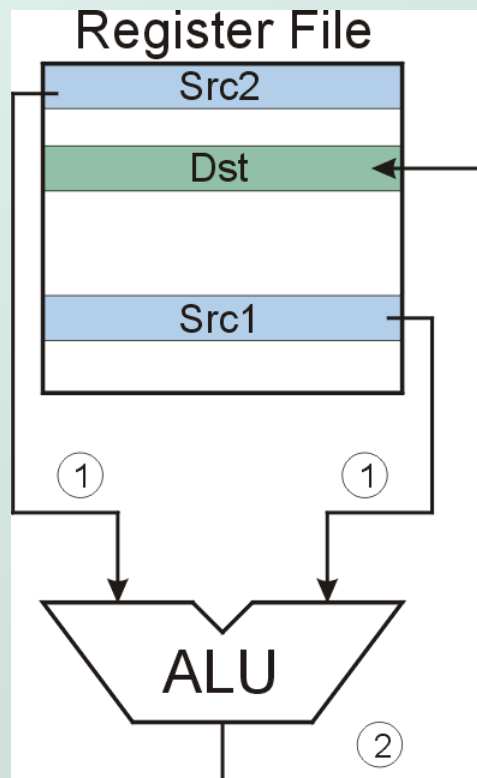 Register File
Src2
Dst
Src1
1
1
ALU
2